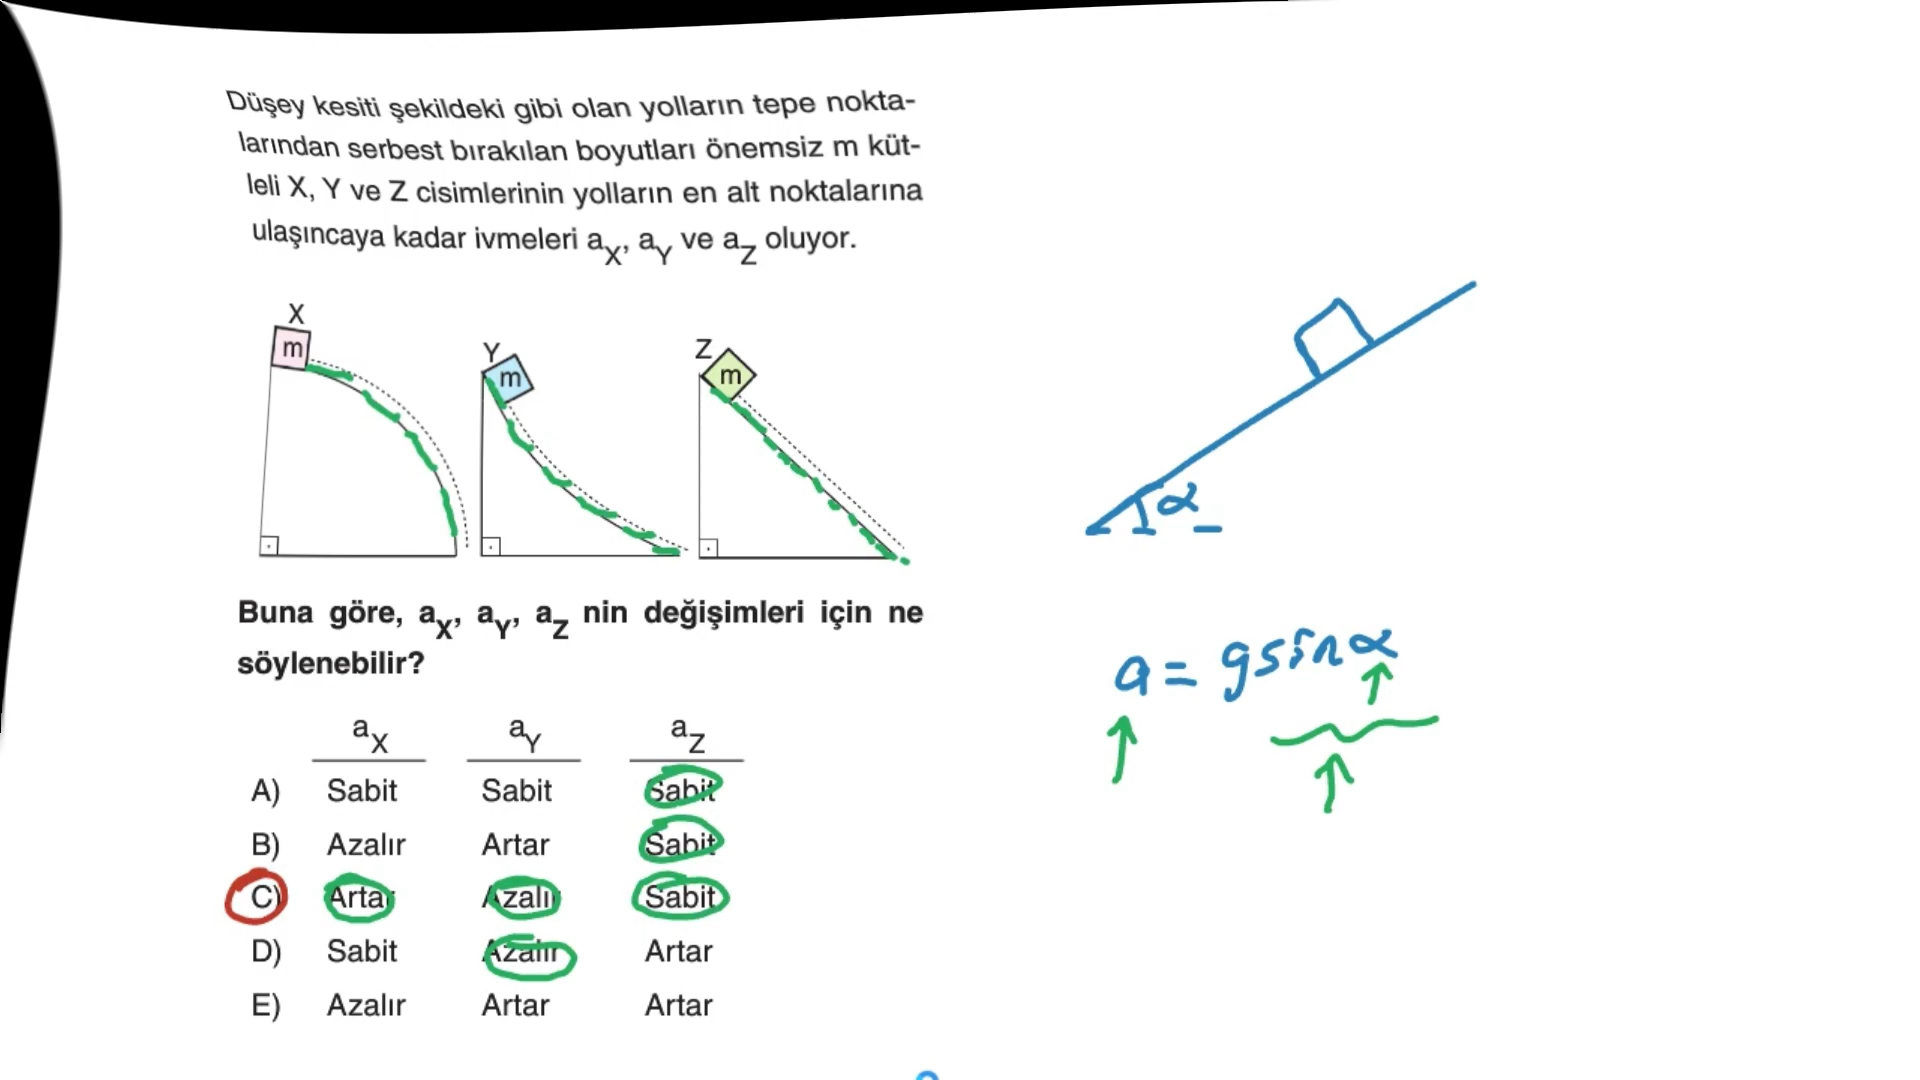 Düşey kesiti şekildeki gibi olan yolların tepe nokta-
larından serbest bırakılan boyutları önemsiz m küt-
leli X, Y ve Z cisimlerinin yolların en alt noktalarına
ulaşıncaya kadar ivmeleri aX, aY ve aZ oluyor.
X
m
Y
m
Z
m
α
Buna göre, aX, aY, aZ nin değişimleri için ne
söylenebilir?
a = gsinα
aX aY aZ
A) Sabit Sabit Sabit
B) Azalır Artar Sabit
C) Artar Azalır Sabit
D) Sabit Azalır Artar
E) Azalır Artar Artar